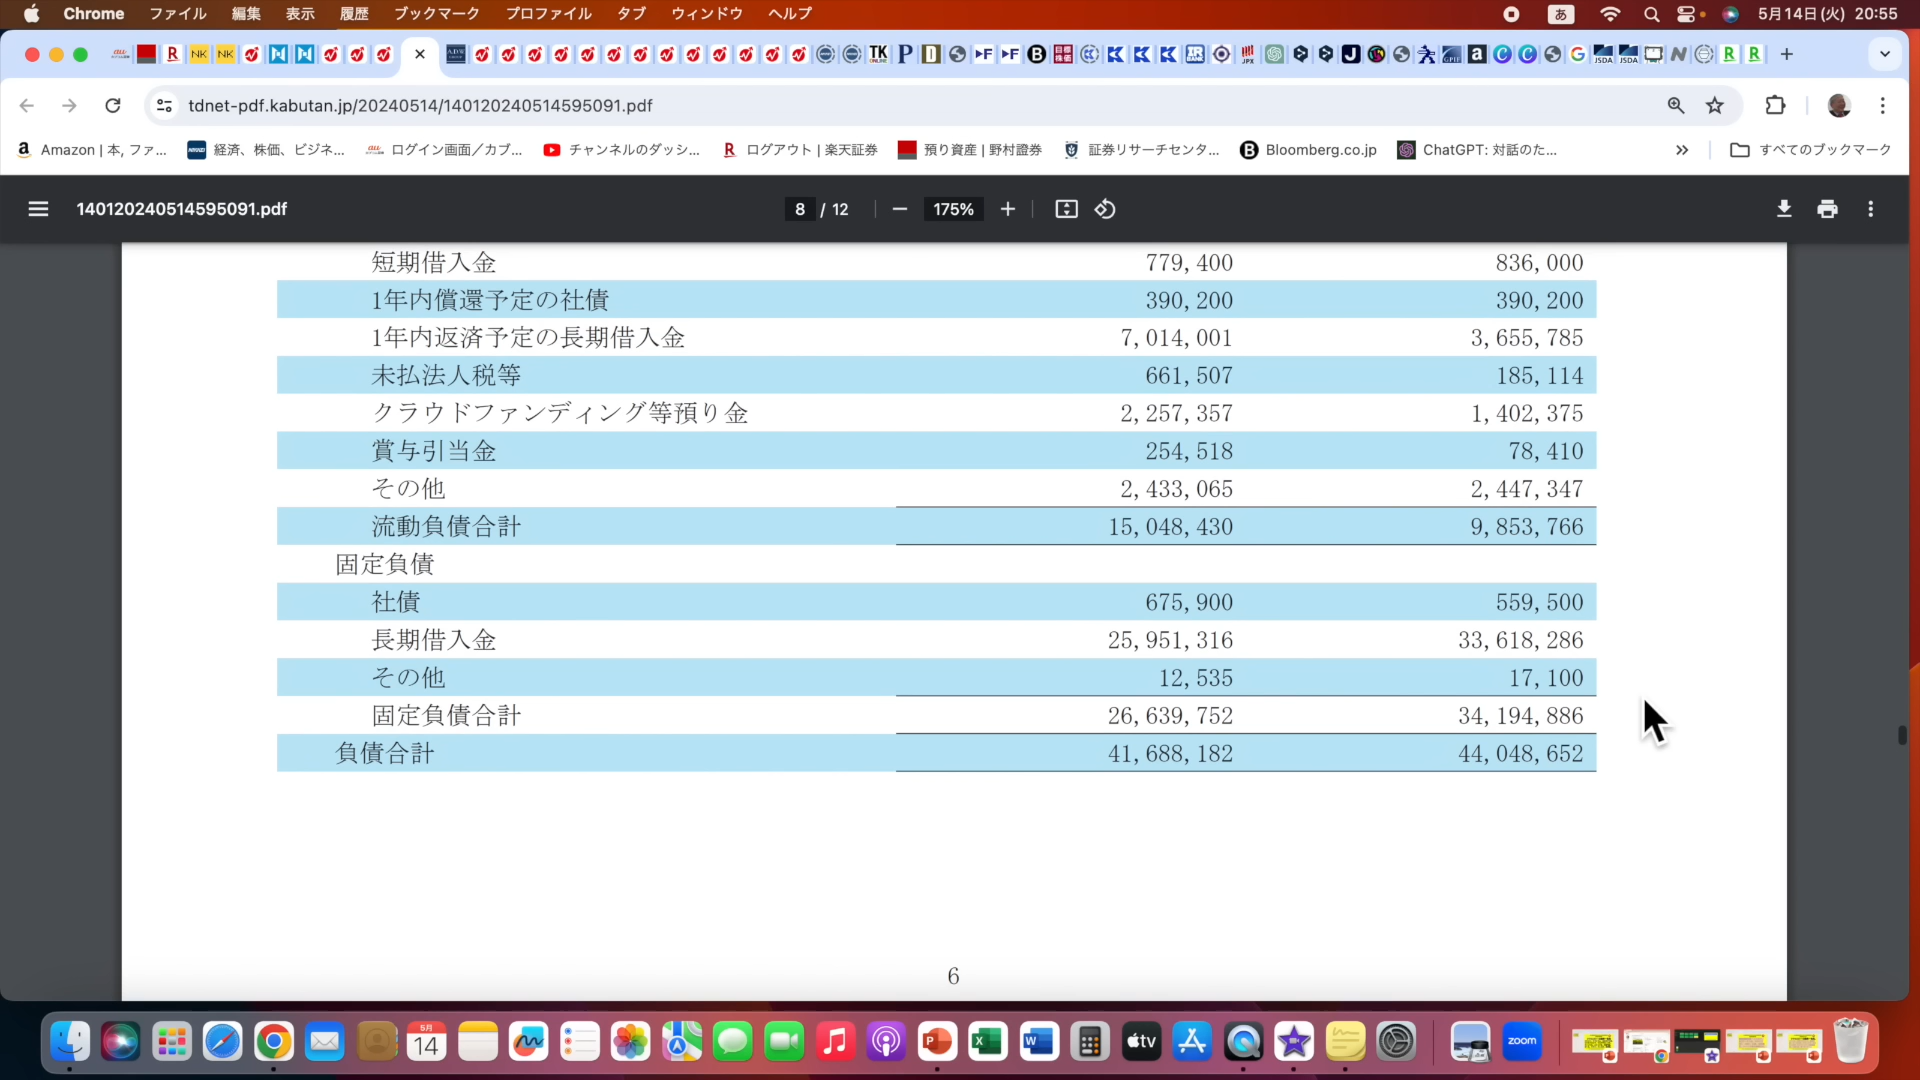 Chrome ファイル 編集 表示 履歴 ブックマーク プロファイル タブ ウィンドウ ヘルプ あ 5月14日(火) 20:55
tdnet-pdf.kabutan.jp/20240514/140120240514595091.pdf
Amazon | 本, ファ... 経済、株価、ビジネ... ログイン画面／カブ... チャンネルのダッシ... ログアウト | 楽天証券 預り資産 | 野村證券 証券リサーチセンタ... Bloomberg.co.jp ChatGPT: 対話のた... » すべてのブックマーク
140120240514595091.pdf 8 / 12 175%
短期借入金 779,400 836,000
1年内償還予定の社債 390,200 390,200
1年内返済予定の長期借入金 7,014,001 3,655,785
未払法人税等 661,507 185,114
クラウドファンディング等預り金 2,257,357 1,402,375
賞与引当金 254,518 78,410
その他 2,433,065 2,447,347
流動負債合計 15,048,430 9,853,766
固定負債
社債 675,900 559,500
長期借入金 25,951,316 33,618,286
その他 12,535 17,100
固定負債合計 26,639,752 34,194,886
負債合計 41,688,182 44,048,652
6
5月
14
tv
zoom